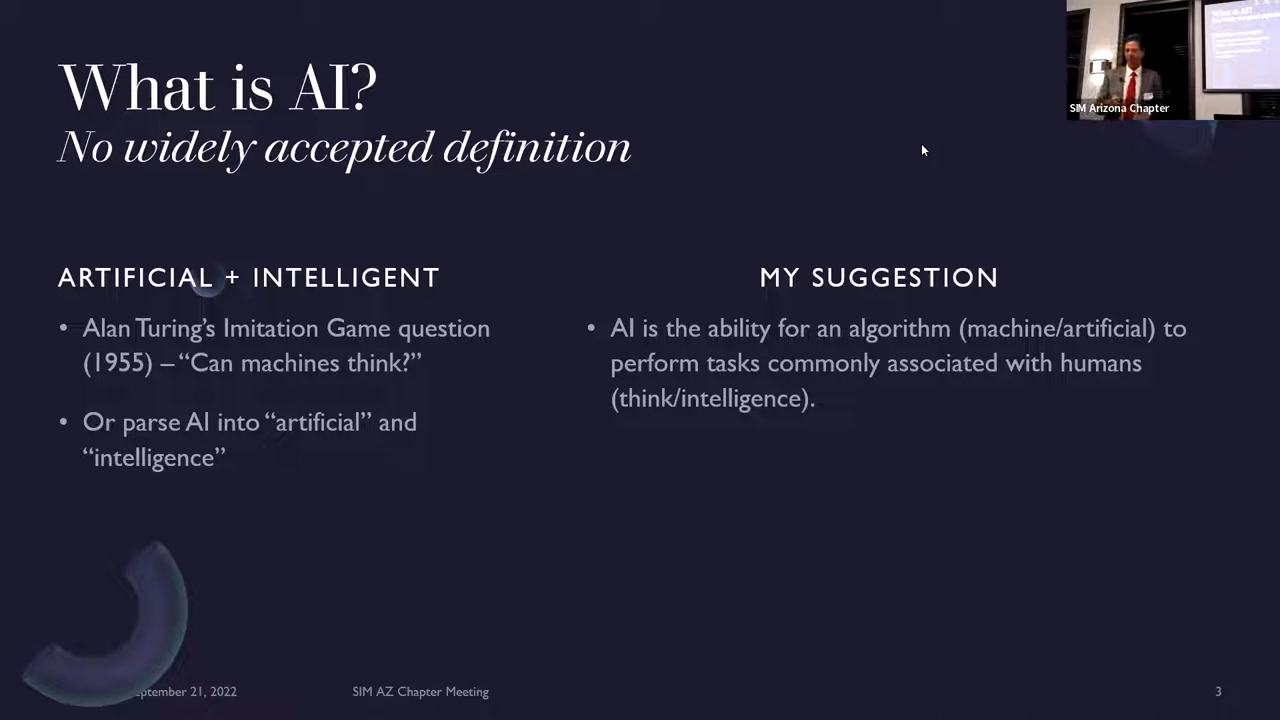 What is AI?
No widely accepted definition
SIM Arizona Chapter
ARTIFICIAL + INTELLIGENT
• Alan Turing's Imitation Game question
(1955) – “Can machines think?”
• Or parse AI into “artificial” and
“intelligence”
MY SUGGESTION
• AI is the ability for an algorithm (machine/artificial) to
perform tasks commonly associated with humans
(think/intelligence).
eptember 21, 2022
SIM AZ Chapter Meeting
3